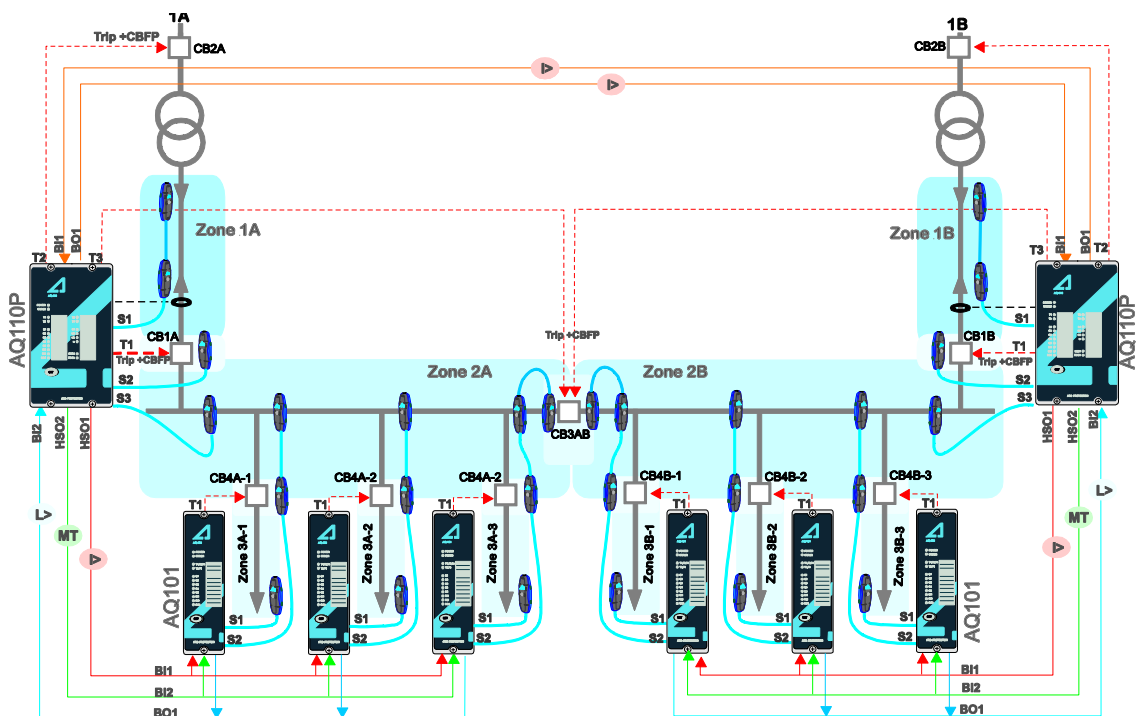 1A
1B
Trip +CBFP
CB2A
CB2B
I>
I>
Zone 1A
Zone 1B
T2
BI1
BO1
T3
T3
BI1
BO1
T2
AQ110P
AQ110P
S1
S1
CB1A
CB1B
T1
T1
Trip +CBFP
Trip +CBFP
Trip +CBFP
S2
S2
S3
S3
Zone 2A
Zone 2B
CB3AB
BI2
HSO2
HSO1
HSO1
HSO2
BI2
CB4A-1
CB4A-2
CB4A-2
CB4B-1
CB4B-2
CB4B-3
T1
T1
T1
T1
T1
T1
L>
MT
I>
L>
MT
I>
Zone 3A-1
Zone 3A-2
Zone 3A-3
Zone 3B-1
Zone 3B-2
Zone 3B-3
AQ101
AQ101
S1
S1
S1
S1
S1
S1
S2
S2
S2
S2
S2
S2
BI1
BI1
BI2
BI2
BO1
BO1